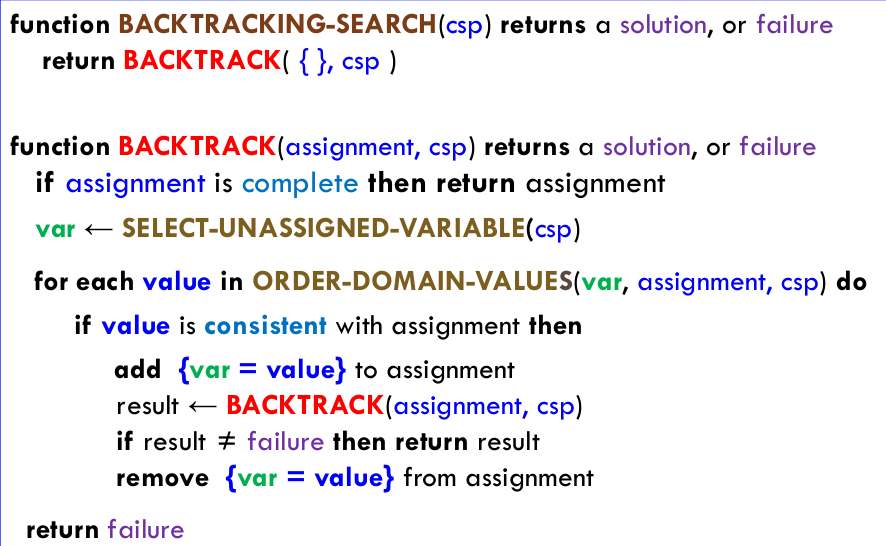 function BACKTRACKING-SEARCH(csp) returns a solution, or failure
return BACKTRACK( { }, csp )
function BACKTRACK(assignment, csp) returns a solution, or failure
if assignment is complete then return assignment
var ← SELECT-UNASSIGNED-VARIABLE(csp)
for each value in ORDER-DOMAIN-VALUES(var, assignment, csp) do
if value is consistent with assignment then
add {var = value} to assignment
result ← BACKTRACK(assignment, csp)
if result ≠ failure then return result
remove {var = value} from assignment
return failure